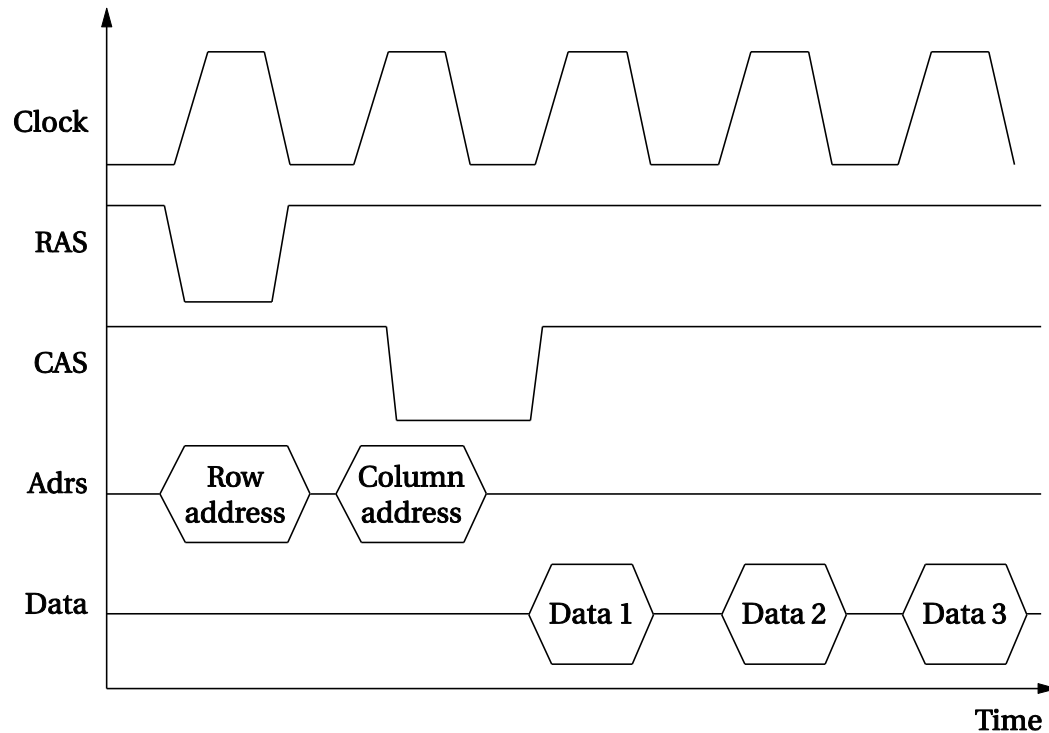 Clock
RAS
CAS
Adrs
Row
address
Column
address
Data
Data 1
Data 2
Data 3
Time